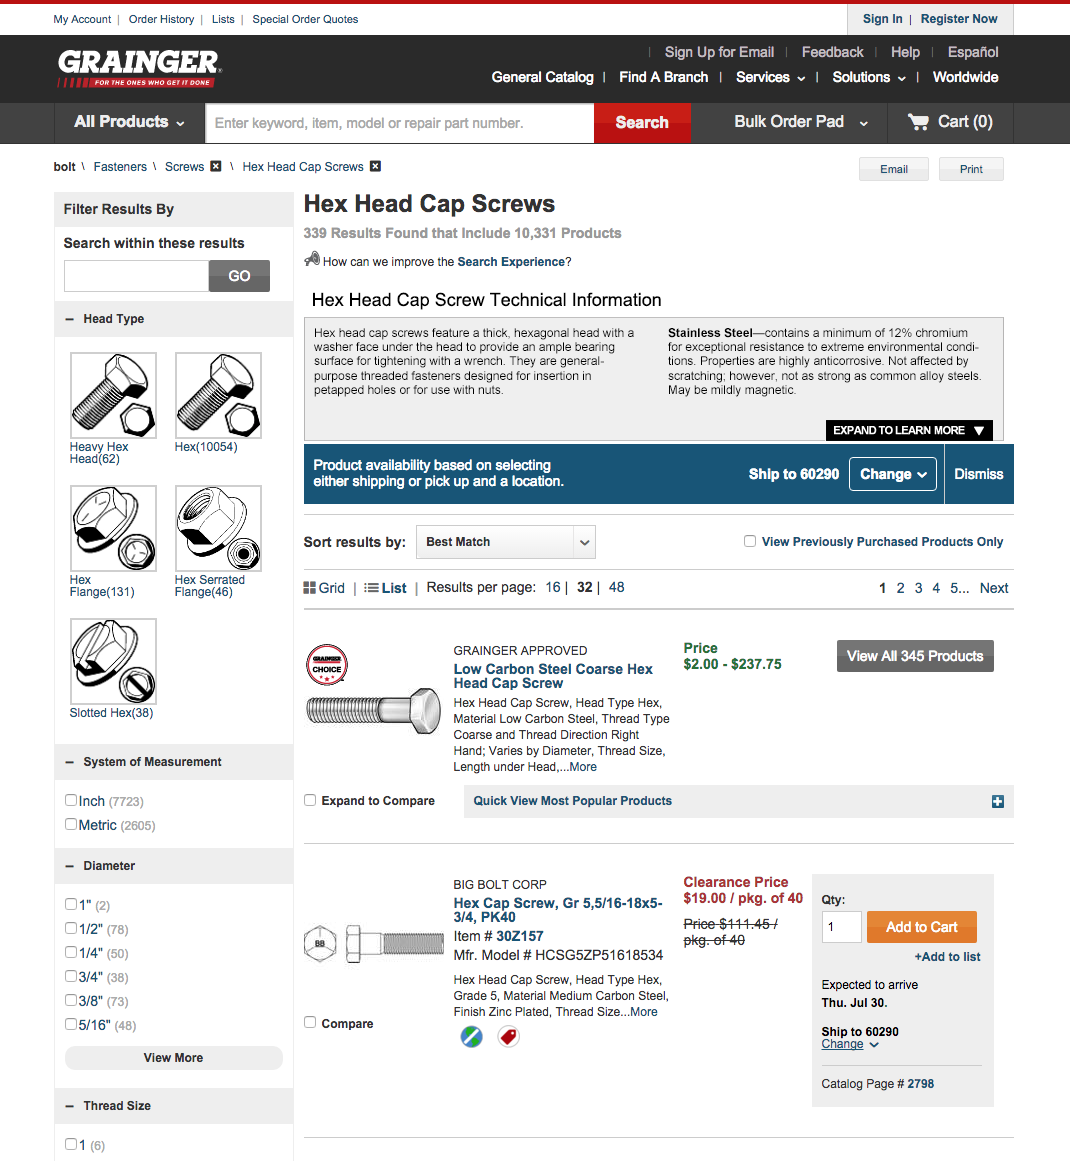 My Account | Order History | Lists | Special Order Quotes
Sign In | Register Now
GRAINGER
FOR THE ONES WHO GET IT DONE
| Sign Up for Email | Feedback | Help | Español
General Catalog | Find A Branch | Services | Solutions | Worldwide
All Products
Enter keyword, item, model or repair part number.
Search
Bulk Order Pad
Cart (0)
bolt \ Fasteners \ Screws \ Hex Head Cap Screws
Email
Print
Filter Results By
Search within these results
GO
– Head Type
Heavy Hex
Head(62)
Hex(10054)
Hex
Flange(131)
Hex Serrated
Flange(46)
Slotted Hex(38)
– System of Measurement
Inch (7723)
Metric (2605)
– Diameter
1" (2)
1/2" (78)
1/4" (50)
3/4" (38)
3/8" (73)
5/16" (48)
View More
– Thread Size
1 (6)
Hex Head Cap Screws
339 Results Found that Include 10,331 Products
How can we improve the Search Experience?
Hex Head Cap Screw Technical Information
Hex head cap screws feature a thick, hexagonal head with a
washer face under the head to provide an ample bearing
surface for tightening with a wrench. They are general-
purpose threaded fasteners designed for insertion in
petapped holes or for use with nuts.
Stainless Steel—contains a minimum of 12% chromium
for exceptional resistance to extreme environmental condi-
tions. Properties are highly anticorrosive. Not affected by
scratching; however, not as strong as common alloy steels.
May be mildly magnetic.
EXPAND TO LEARN MORE ▼
Product availability based on selecting
either shipping or pick up and a location.
Ship to 60290
Change
Dismiss
Sort results by:
Best Match
View Previously Purchased Products Only
Grid | List | Results per page: 16 | 32 | 48
1 2 3 4 5... Next
GRAINGER
CHOICE
GRAINGER APPROVED
Low Carbon Steel Coarse Hex
Head Cap Screw
Hex Head Cap Screw, Head Type Hex,
Material Low Carbon Steel, Thread Type
Coarse and Thread Direction Right
Hand; Varies by Diameter, Thread Size,
Length under Head,...More
Price
$2.00 - $237.75
View All 345 Products
Expand to Compare
Quick View Most Popular Products
BB
BIG BOLT CORP
Hex Cap Screw, Gr 5,5/16-18x5-
3/4, PK40
Item # 30Z157
Mfr. Model # HCSG5ZP51618534
Hex Head Cap Screw, Head Type Hex,
Grade 5, Material Medium Carbon Steel,
Finish Zinc Plated, Thread Size...More
Compare
Clearance Price
$19.00 / pkg. of 40
Price $111.45 /
pkg. of 40
Qty:
1
Add to Cart
+Add to list
Expected to arrive
Thu. Jul 30.
Ship to 60290
Change
Catalog Page # 2798